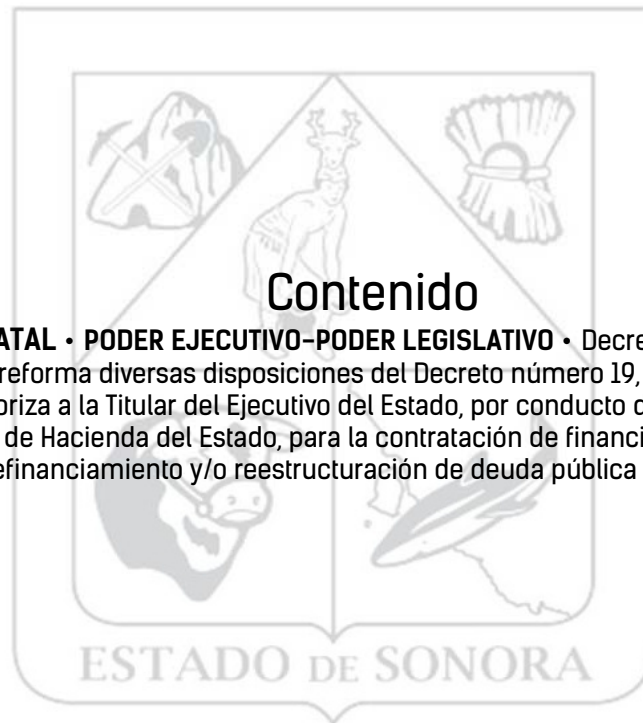 Contenido
ATAL • PODER EJECUTIVO-PODER LEGISLATIVO • Decre
reforma diversas disposiciones del Decreto número 19,
oriza a la Titular del Ejecutivo del Estado, por conducto
de Hacienda del Estado, para la contratación de financi
efinanciamiento y/o reestructuración de deuda pública
ESTADO DE SONORA